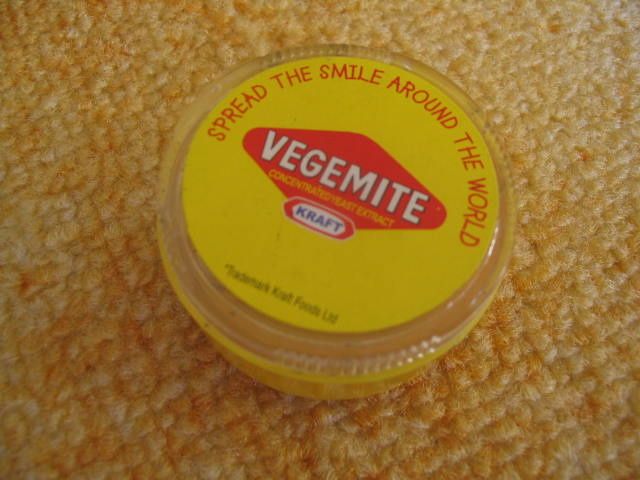 SPREAD THE SMILE AROUND THE WORLD
VEGEMITE
CONCENTRATED YEAST EXTRACT
KRAFT
*Trademark Kraft Foods Ltd